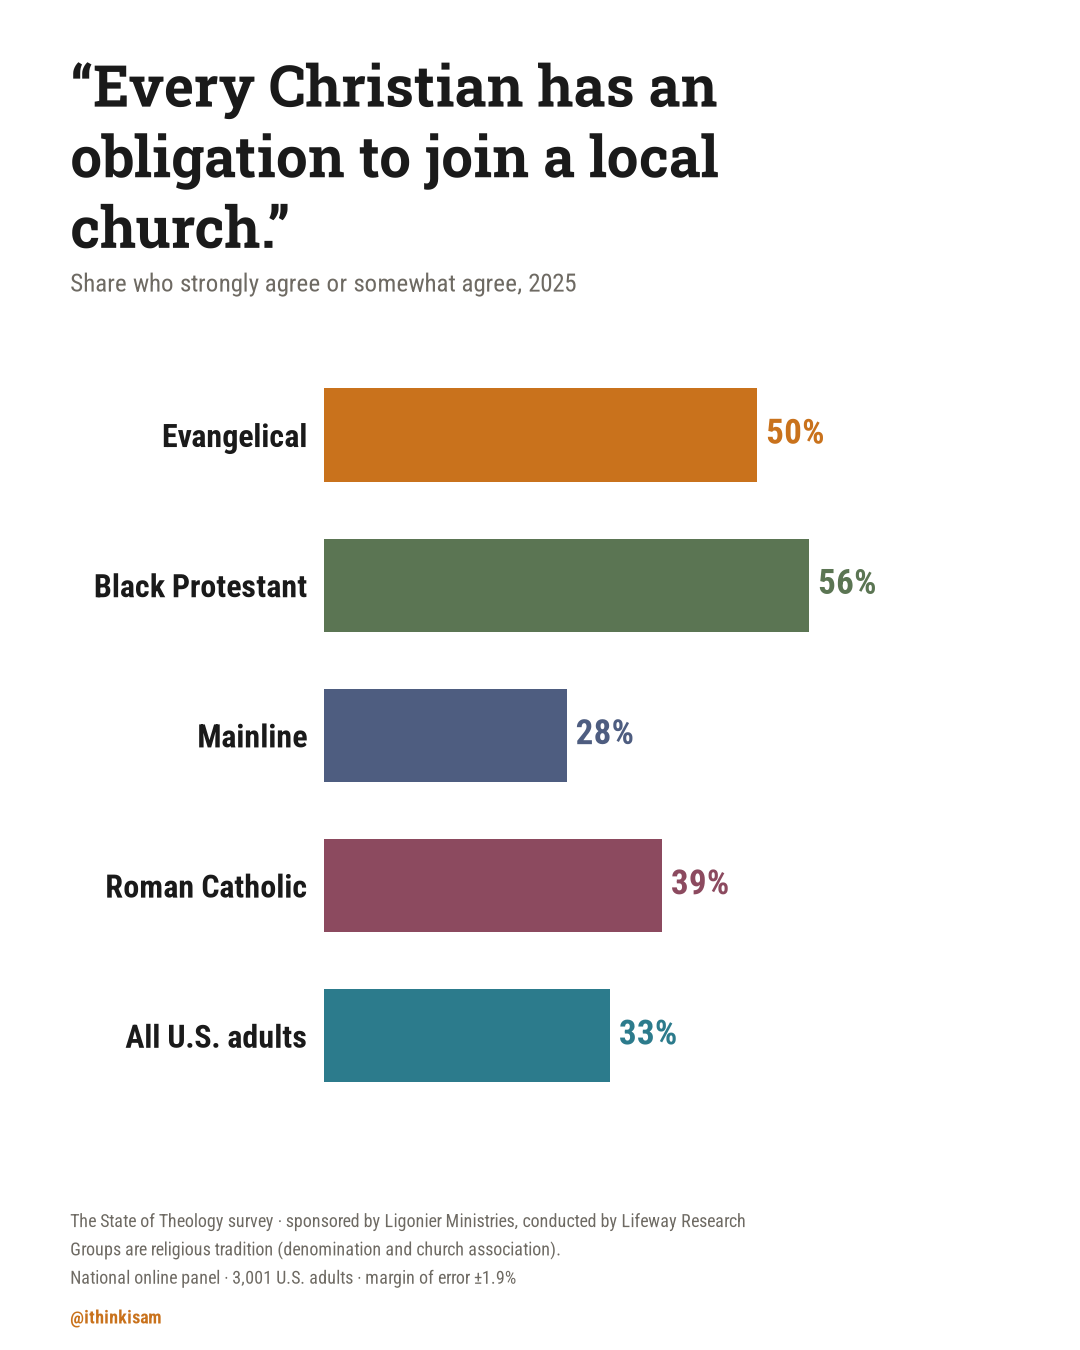 “Every Christian has an
obligation to join a local
church.”
Share who strongly agree or somewhat agree, 2025
Evangelical 50%
Black Protestant 56%
Mainline 28%
Roman Catholic 39%
All U.S. adults 33%
The State of Theology survey · sponsored by Ligonier Ministries, conducted by Lifeway Research
Groups are religious tradition (denomination and church association).
National online panel · 3,001 U.S. adults · margin of error ±1.9%
@ithinkisam